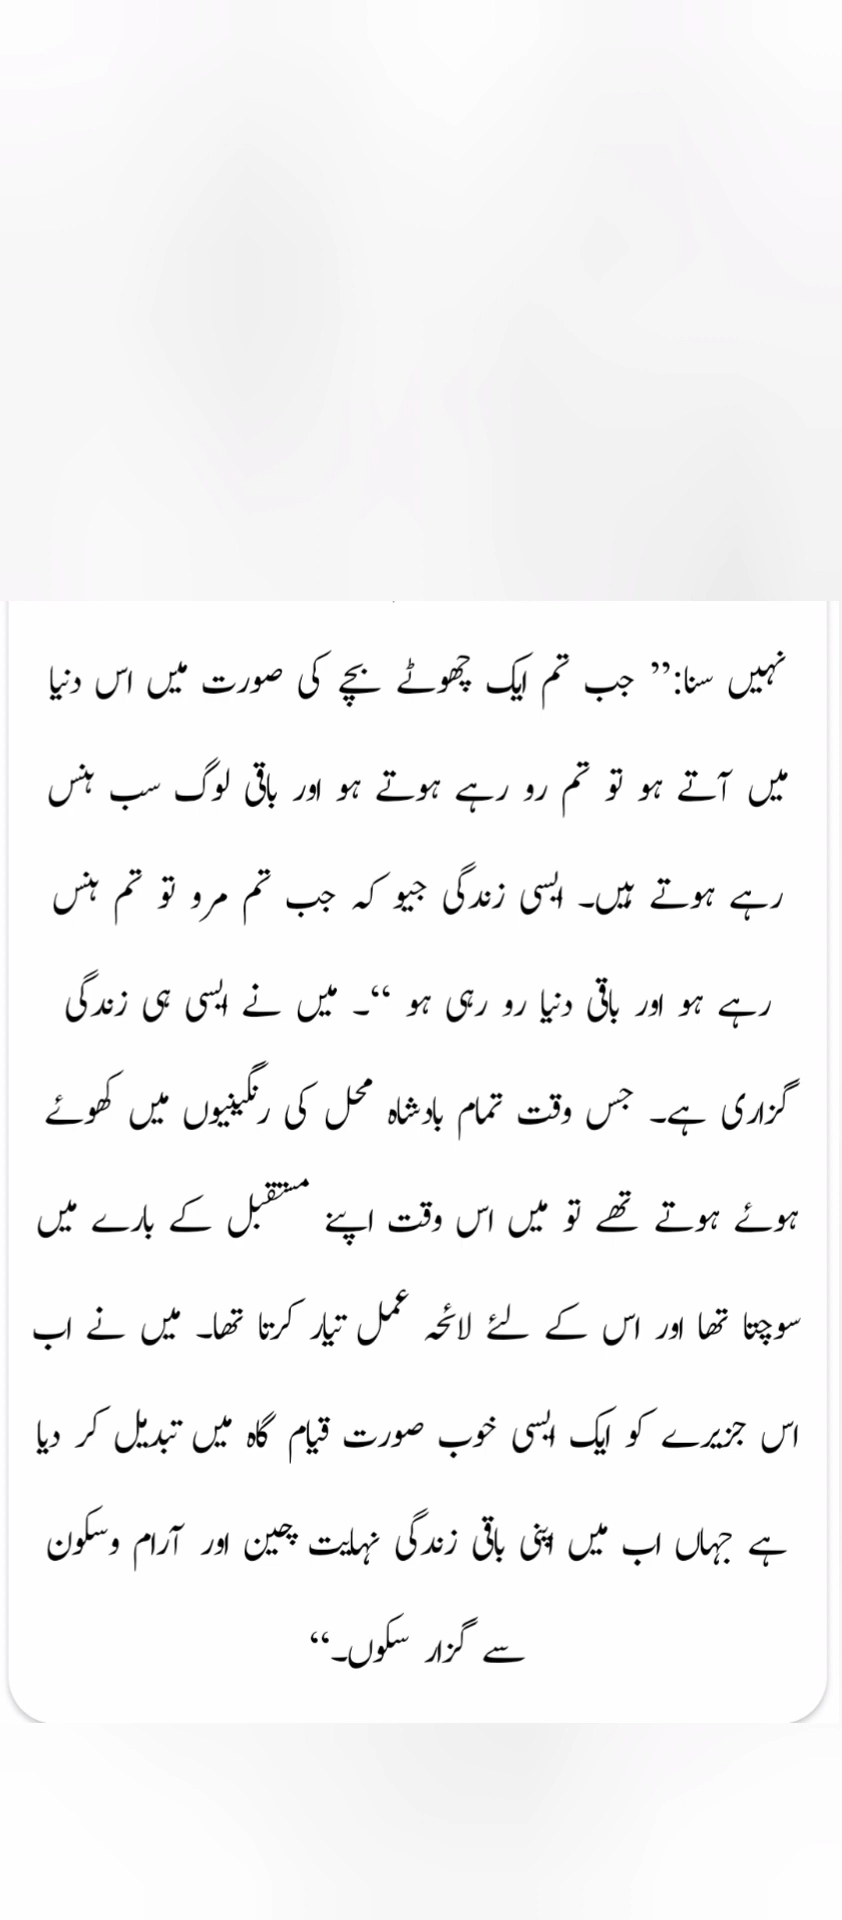 نہیں سنا:’’ جب تم ایک چھوٹے بچے کی صورت میں اس دنیا
میں آتے ہو تو تم رو رہے ہوتے ہو اور باقی لوگ سب ہنس
رہے ہوتے ہیں۔ ایسی زندگی جیو کہ جب تم مرو تو تم ہنس
رہے ہو اور باقی دنیا رو رہی ہو ‘‘۔ میں نے ایسی ہی زندگی
گزاری ہے۔ جس وقت تمام بادشاہ محل کی رنگینیوں میں کھوئے
ہوئے ہوتے تھے تو میں اس وقت اپنے مستقبل کے بارے میں
سوچتا تھا اور اس کے لئے لائحہ عمل تیار کرتا تھا۔ میں نے اب
اس جزیرے کو ایک ایسی خوب صورت قیام گاہ میں تبدیل کر دیا
ہے جہاں اب میں اپنی باقی زندگی نہایت چین اور آرام وسکون
سے گزار سکوں۔‘‘